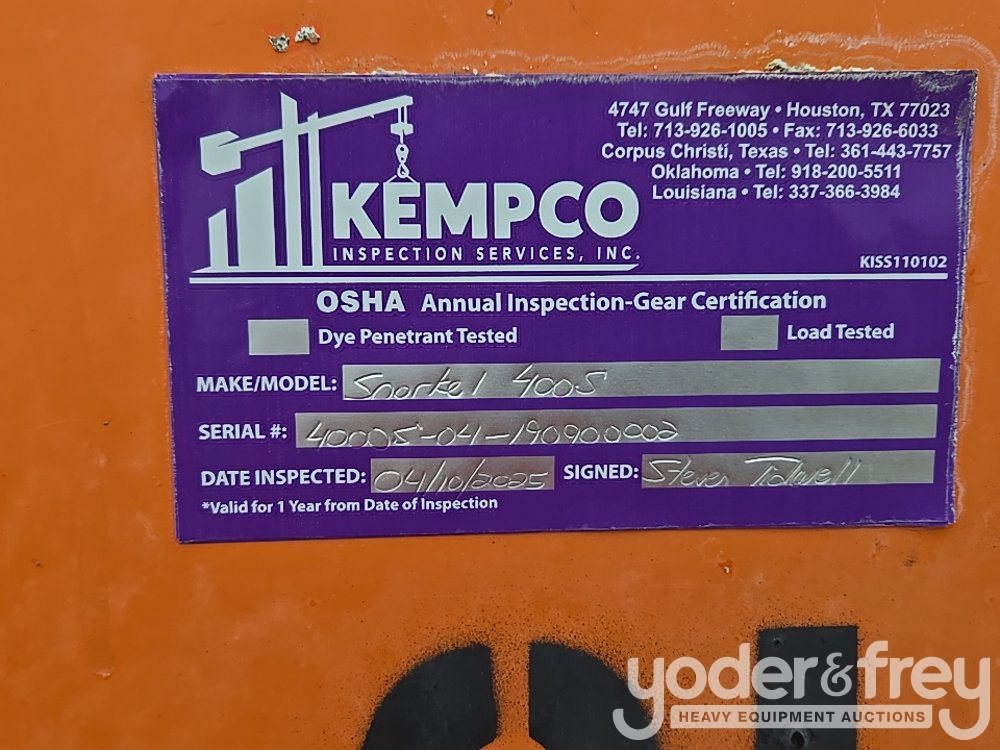 4747 Gulf Freeway • Houston, TX 77023
Tel: 713-926-1005 • Fax: 713-926-6033
Corpus Christi, Texas • Tel: 361-443-7757
Oklahoma • Tel: 918-200-5511
Louisiana • Tel: 337-366-3984
KEMPCO
INSPECTION SERVICES, INC.
KISS110102
OSHA Annual Inspection-Gear Certification
Dye Penetrant Tested
Load Tested
MAKE/MODEL: Snorkel 400S
SERIAL #: 4000S-041-190900002
DATE INSPECTED: 04/10/2025 SIGNED: Steven Tidwell
*Valid for 1 Year from Date of Inspection
yoder&frey
HEAVY EQUIPMENT AUCTIONS